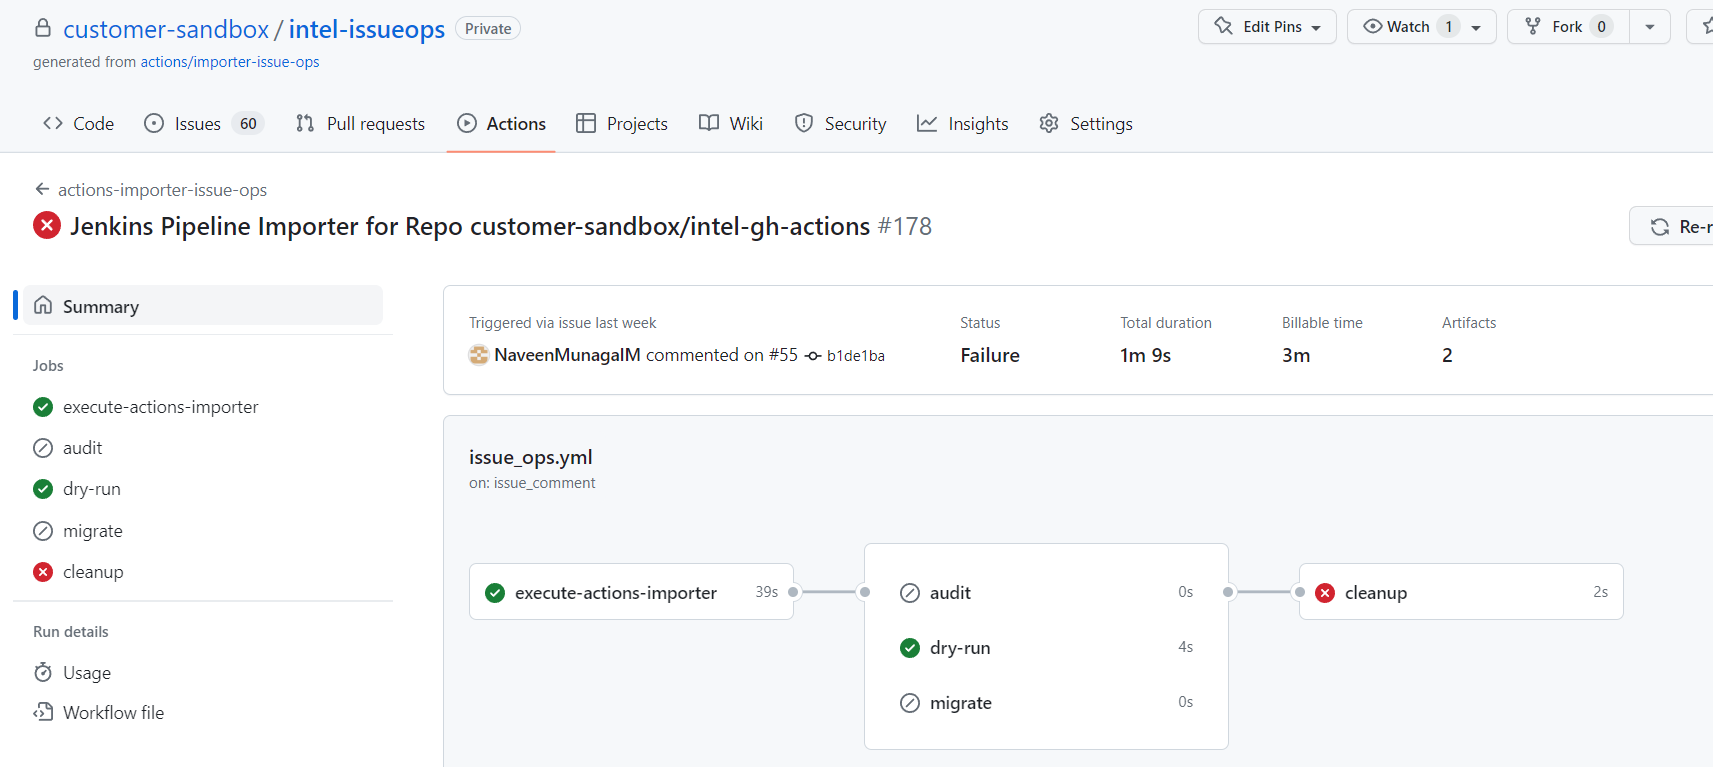 customer-sandbox / intel-issueops Private
Edit Pins
Watch 1
Fork 0
generated from actions/importer-issue-ops
Code
Issues 60
Pull requests
Actions
Projects
Wiki
Security
Insights
Settings
actions-importer-issue-ops
Jenkins Pipeline Importer for Repo customer-sandbox/intel-gh-actions #178
Re-r
Summary
Jobs
execute-actions-importer
audit
dry-run
migrate
cleanup
Run details
Usage
Workflow file
Triggered via issue last week
NaveenMunagalM commented on #55 b1de1ba
Status
Failure
Total duration
1m 9s
Billable time
3m
Artifacts
2
issue_ops.yml
on: issue_comment
execute-actions-importer 39s
audit 0s
dry-run 4s
migrate 0s
cleanup 2s